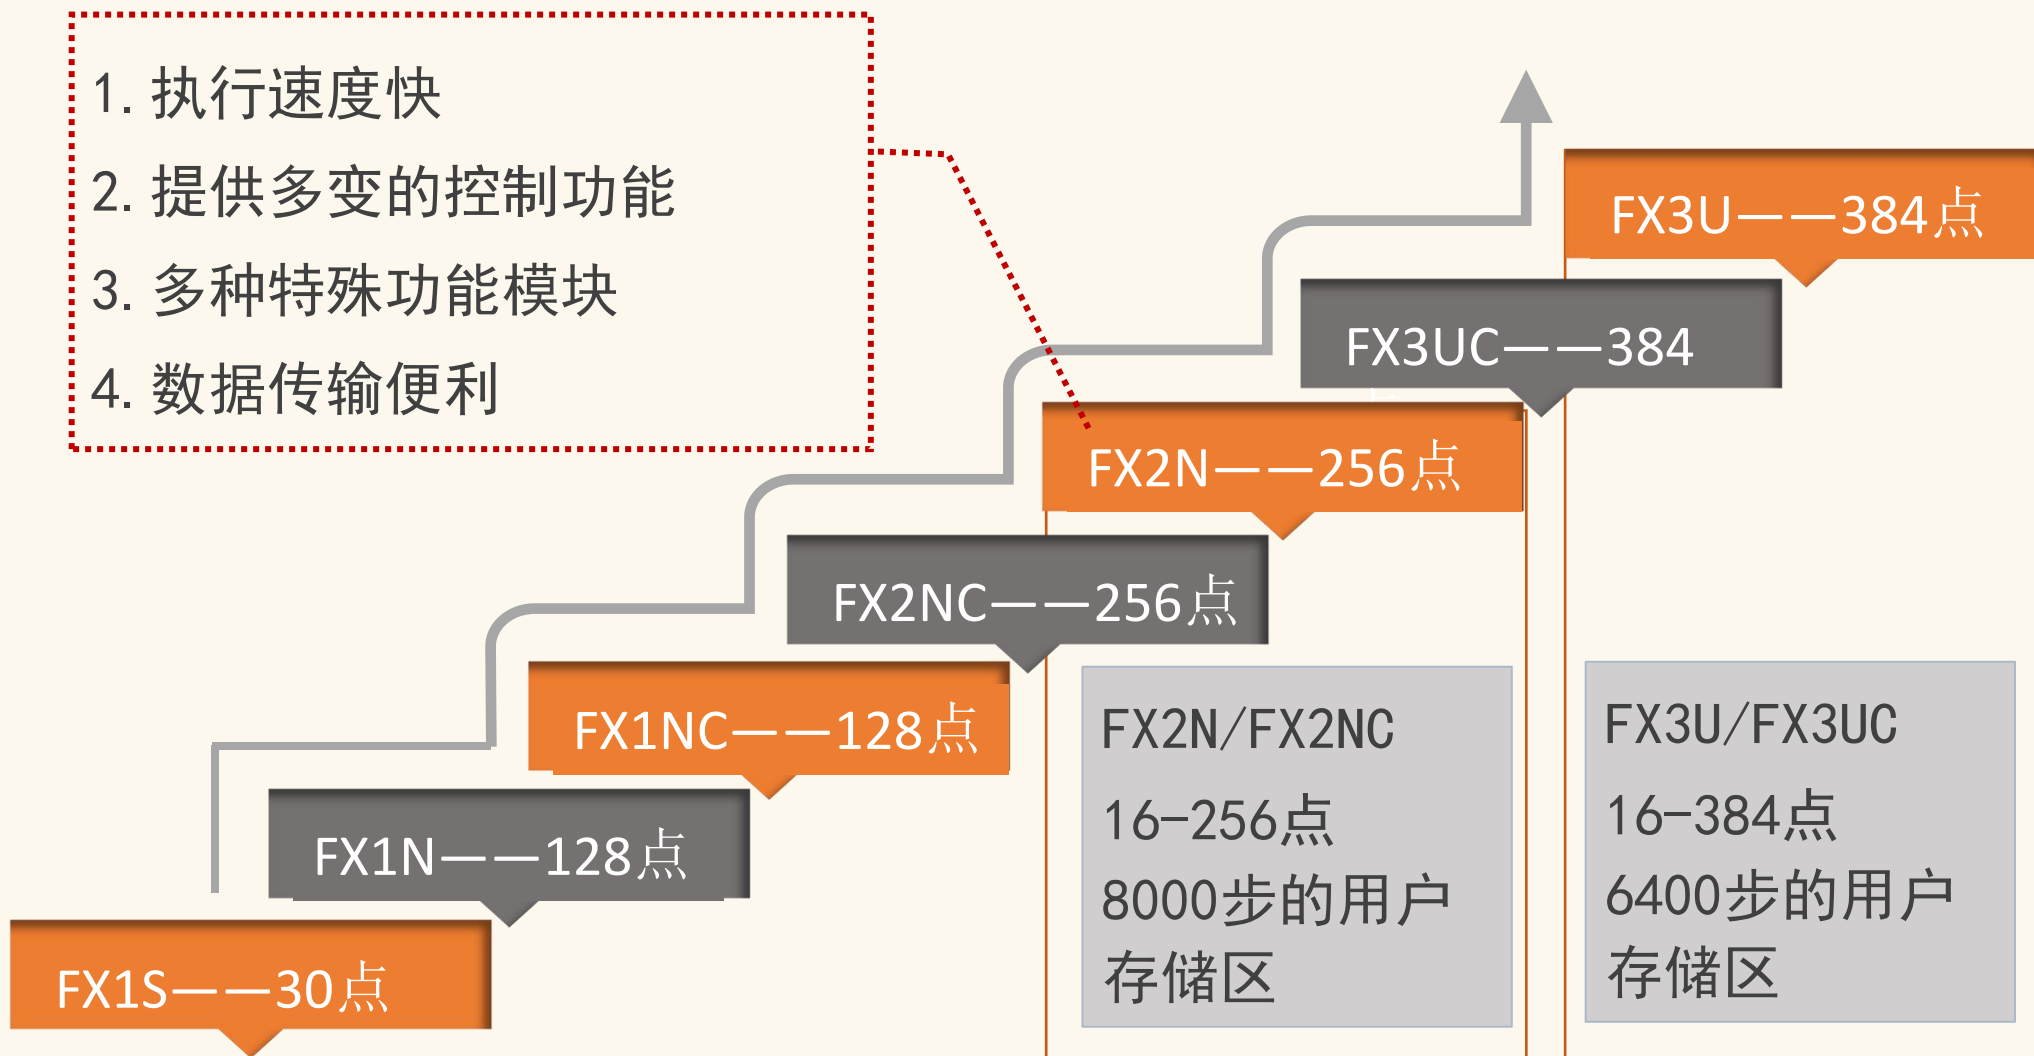 1. 执行速度快
2. 提供多变的控制功能
3. 多种特殊功能模块
4. 数据传输便利
FX3U——384点
FX3UC——384
FX2N——256点
FX2NC——256点
FX1NC——128点
FX1N——128点
FX1S——30点
FX2N/FX2NC
16-256点
8000步的用户
存储区
FX3U/FX3UC
16-384点
6400步的用户
存储区